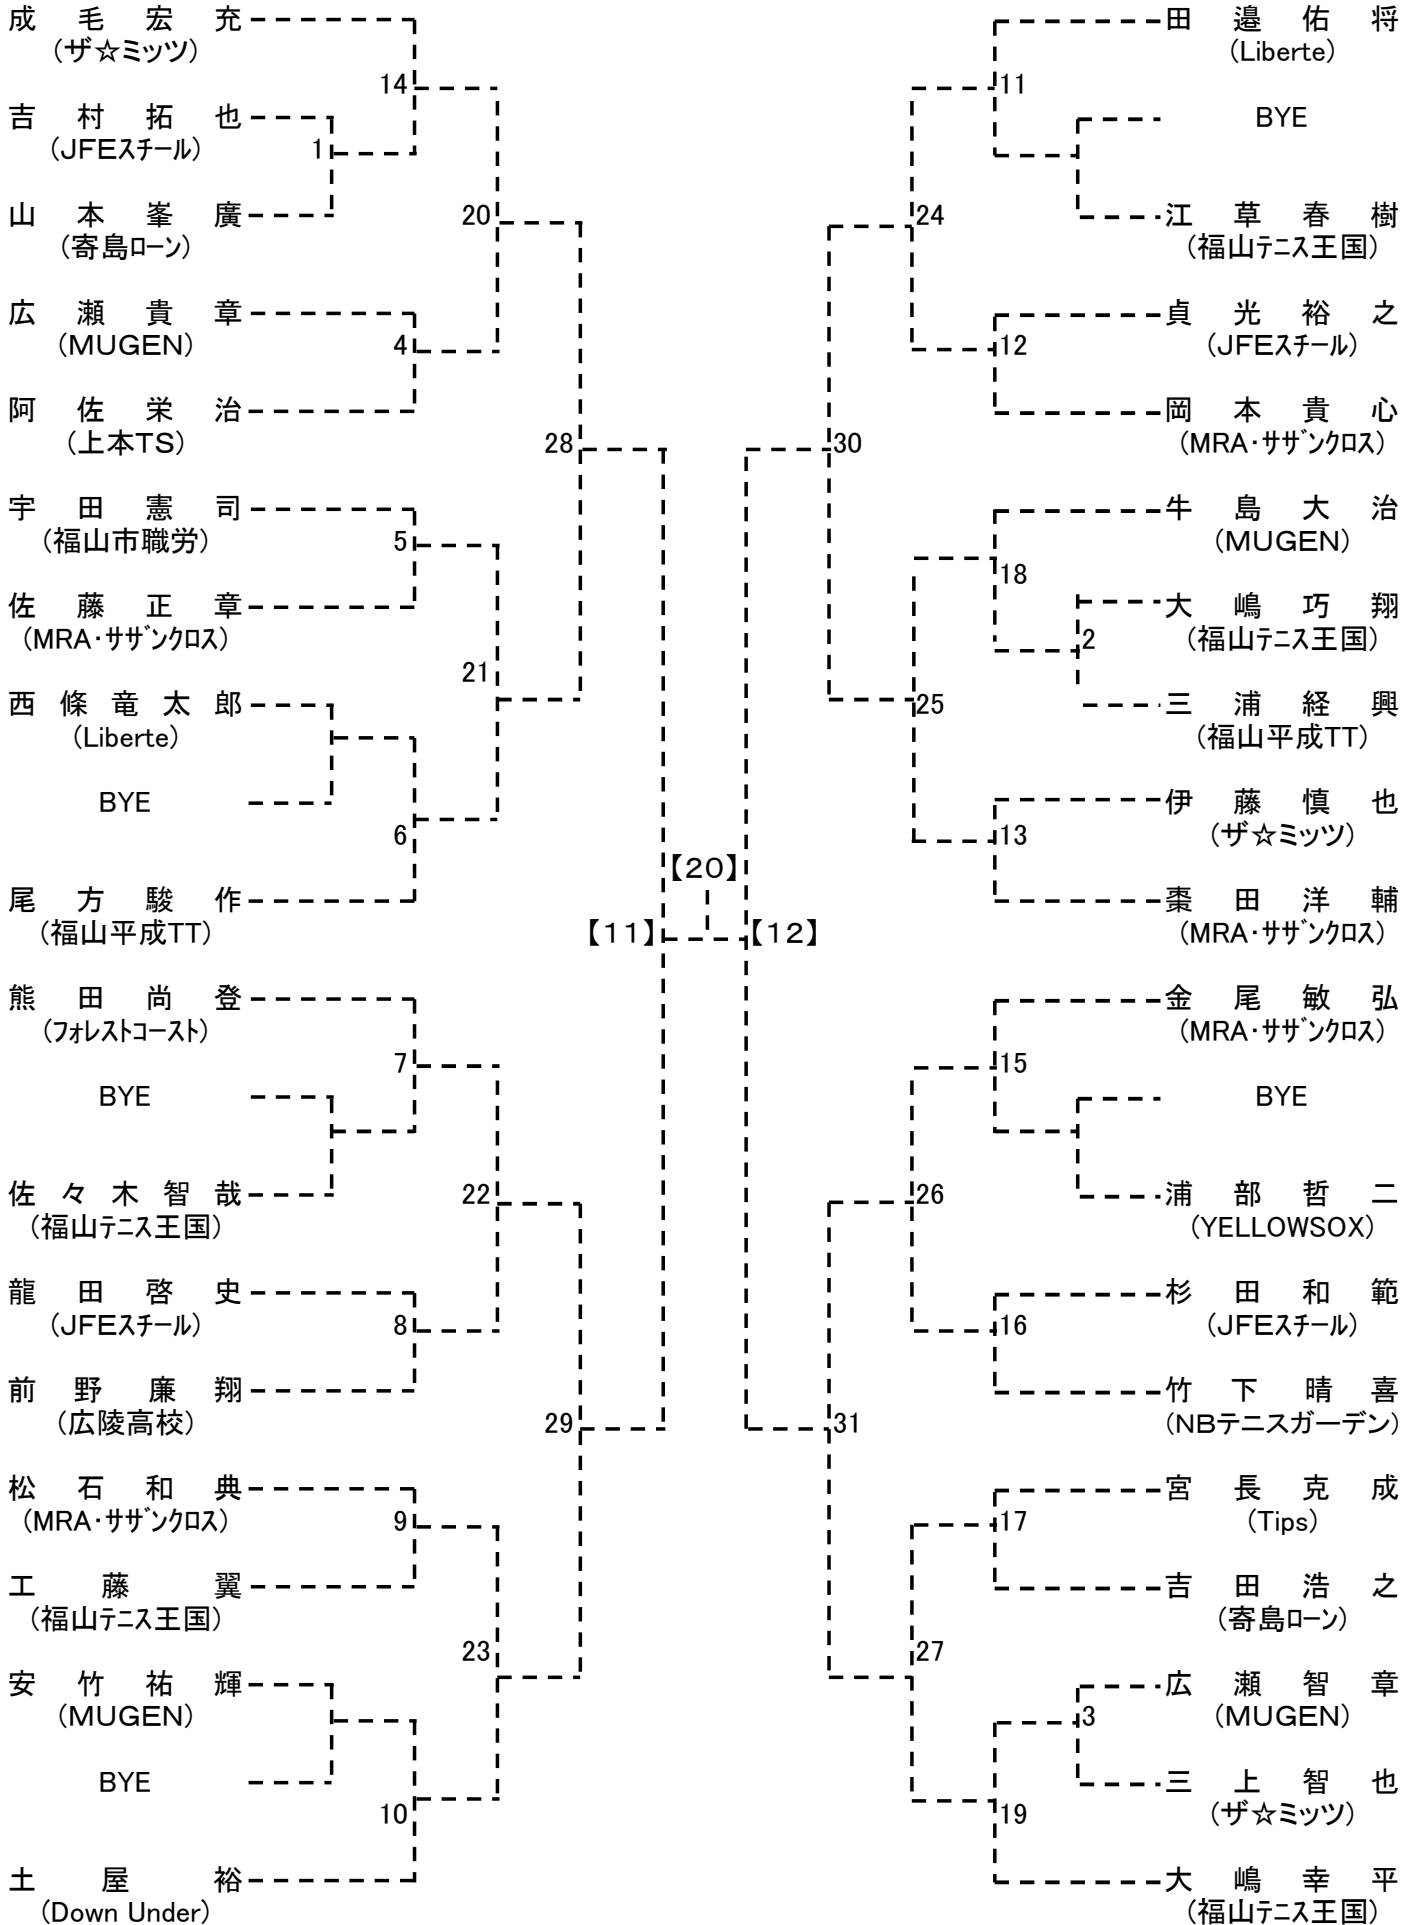 成毛宏充
(ザ☆ミッツ)
14
吉村拓也
(JFEスチール)
1
山本峯廣
(寄島ローン)
20
広瀬貴章
(MUGEN)
4
阿佐栄治
(上本TS)
28
宇田憲司
(福山市職労)
5
佐藤正章
(MRA・サザンクロス)
21
西條竜太郎
(Liberte)
BYE
6
尾方駿作
(福山平成TT)
【11】
熊田尚登
(フォレストコースト)
7
BYE
佐々木智哉
(福山テニス王国)
22
龍田啓史
(JFEスチール)
8
前野廉翔
(広陵高校)
29
松石和典
(MRA・サザンクロス)
9
工藤翼
(福山テニス王国)
23
安竹祐輝
(MUGEN)
BYE
10
土屋裕
(Down Under)
【20】
田邉佑将
(Liberte)
11
BYE
24
江草春樹
(福山テニス王国)
貞光裕之
(JFEスチール)
12
岡本貴心
(MRA・サザンクロス)
30
牛島大治
(MUGEN)
18
大嶋巧翔
(福山テニス王国)
2
三浦経興
(福山平成TT)
25
伊藤慎也
(ザ☆ミッツ)
13
棗田洋輔
(MRA・サザンクロス)
【12】
金尾敏弘
(MRA・サザンクロス)
15
BYE
26
浦部哲二
(YELLOWSOX)
杉田和範
(JFEスチール)
16
竹下晴喜
(NBテニスガーデン)
31
宮長克成
(Tips)
17
吉田浩之
(寄島ローン)
27
広瀬智章
(MUGEN)
3
三上智也
(ザ☆ミッツ)
19
大嶋幸平
(福山テニス王国)